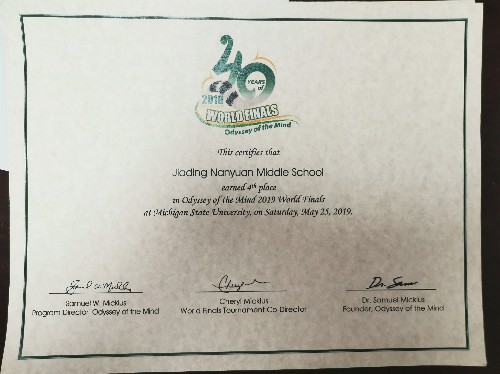 40
YEARS of
2019
WORLD FINALS
Odyssey of the Mind
This certifies that
Jiading Nanyuan Middle School
earned 4th place
in Odyssey of the Mind 2019 World Finals
at Michigan State University, on Saturday, May 25, 2019.
Samuel W. Micklus
Program Director, Odyssey of the Mind
Cheryl Micklus
World Finals Tournament Co-Director
Dr. Samuel Micklus
Founder, Odyssey of the Mind